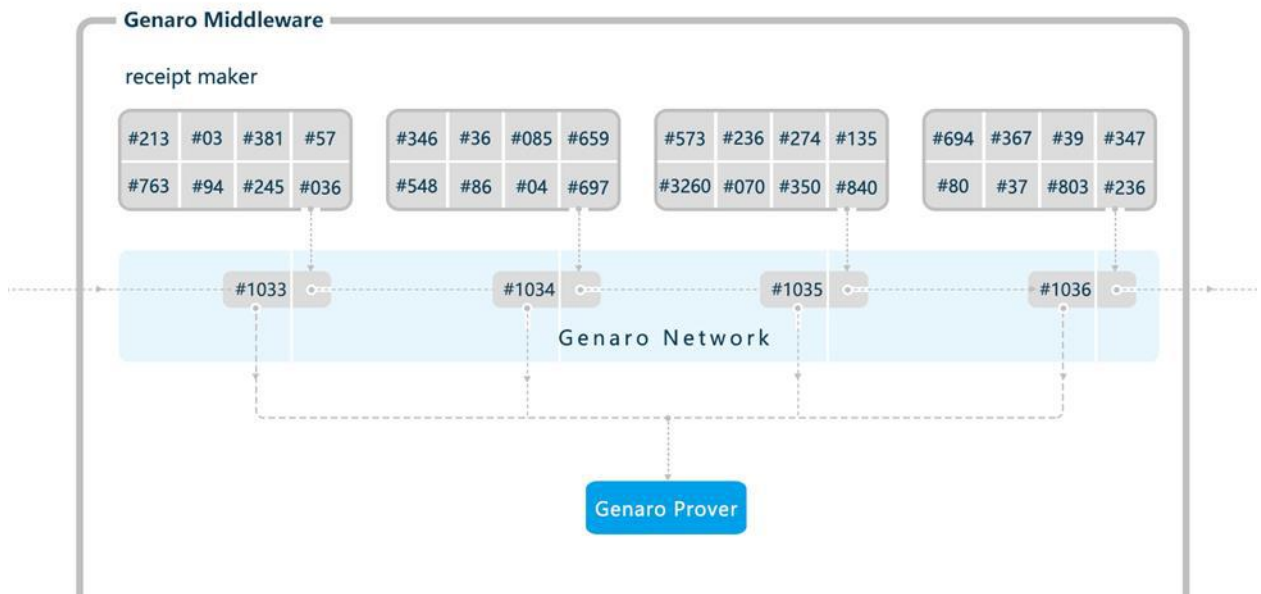 Genaro Middleware
receipt maker
#213 #03 #381 #57 #346 #36 #085 #659 #573 #236 #274 #135 #694 #367 #39 #347
#763 #94 #245 #036 #548 #86 #04 #697 #3260 #070 #350 #840 #80 #37 #803 #236
#1033 #1034 #1035 #1036
Genaro Network
Genaro Prover